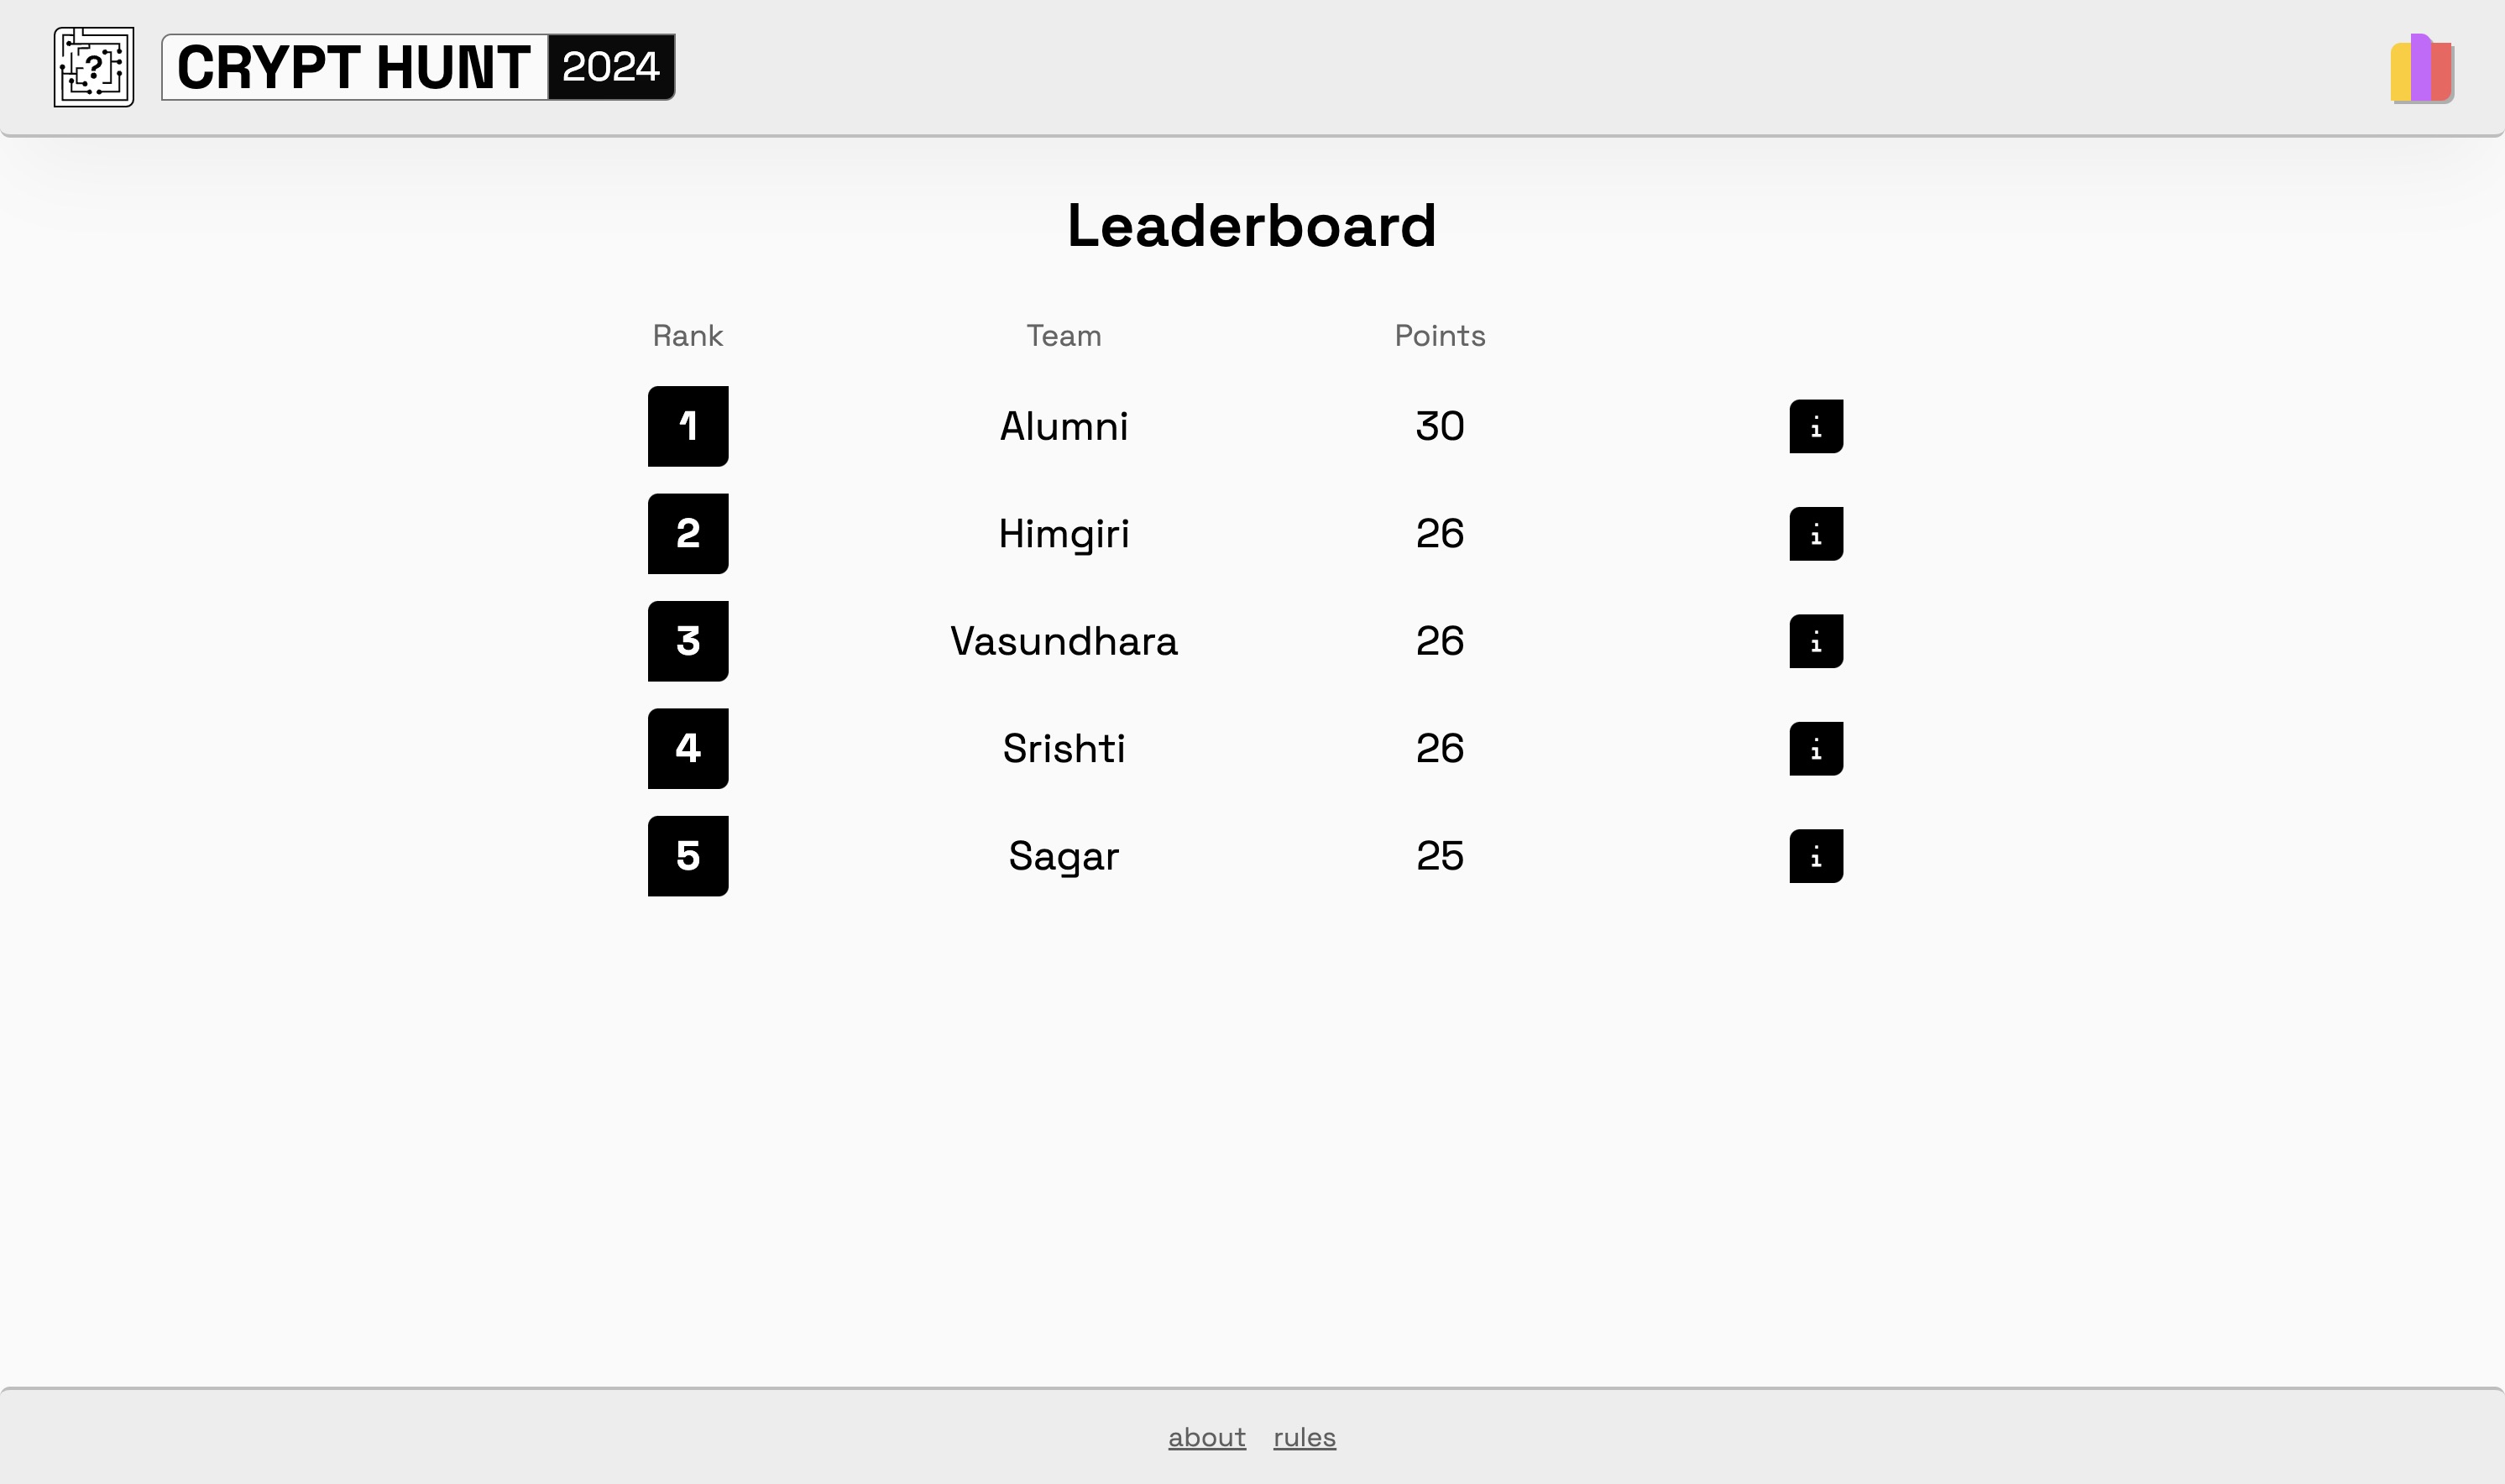 ?
CRYPT HUNT 2024
Leaderboard
Rank Team Points
1 Alumni 30 i
2 Himgiri 26 i
3 Vasundhara 26 i
4 Srishti 26 i
5 Sagar 25 i
about rules